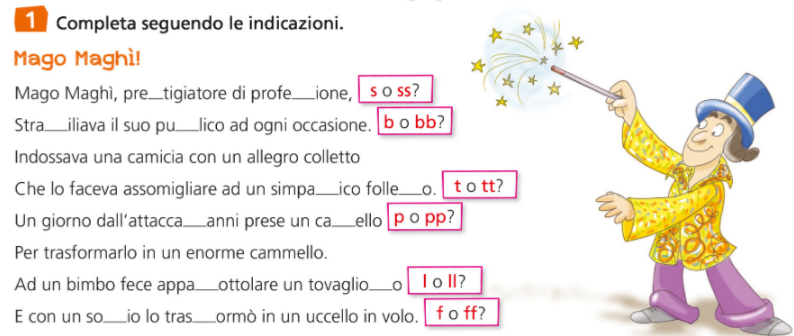 1 Completa seguendo le indicazioni.
Mago Maghì!
Mago Maghì, pre__tigiatore di profe__ione, s o ss?
Stra__iliava il suo pu__lico ad ogni occasione. b o bb?
Indossava una camicia con un allegro colletto
Che lo faceva assomigliare ad un simpa__ico folle__o. t o tt?
Un giorno dall'attacca__anni prese un ca__ello p o pp?
Per trasformarlo in un enorme cammello.
Ad un bimbo fece appa__ottolare un tovaglio__o l o ll?
E con un so__io lo tras__ormò in un uccello in volo. f o ff?